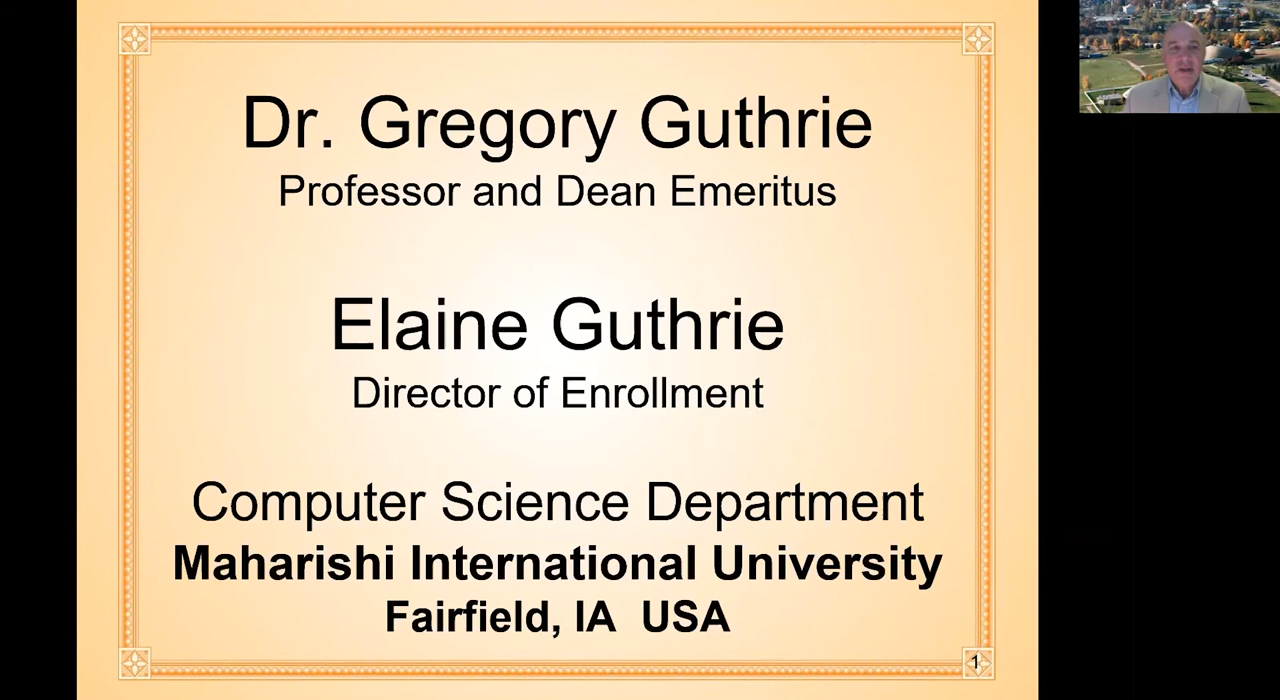 Dr. Gregory Guthrie
Professor and Dean Emeritus
Elaine Guthrie
Director of Enrollment
Computer Science Department
Maharishi International University
Fairfield, IA  USA
1